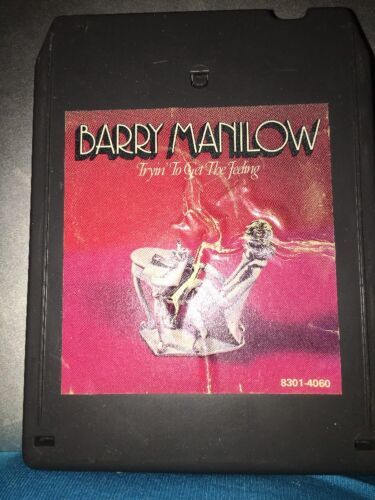 BARRY MANILOW
Tryin' To Get The Feeling
8301-4060